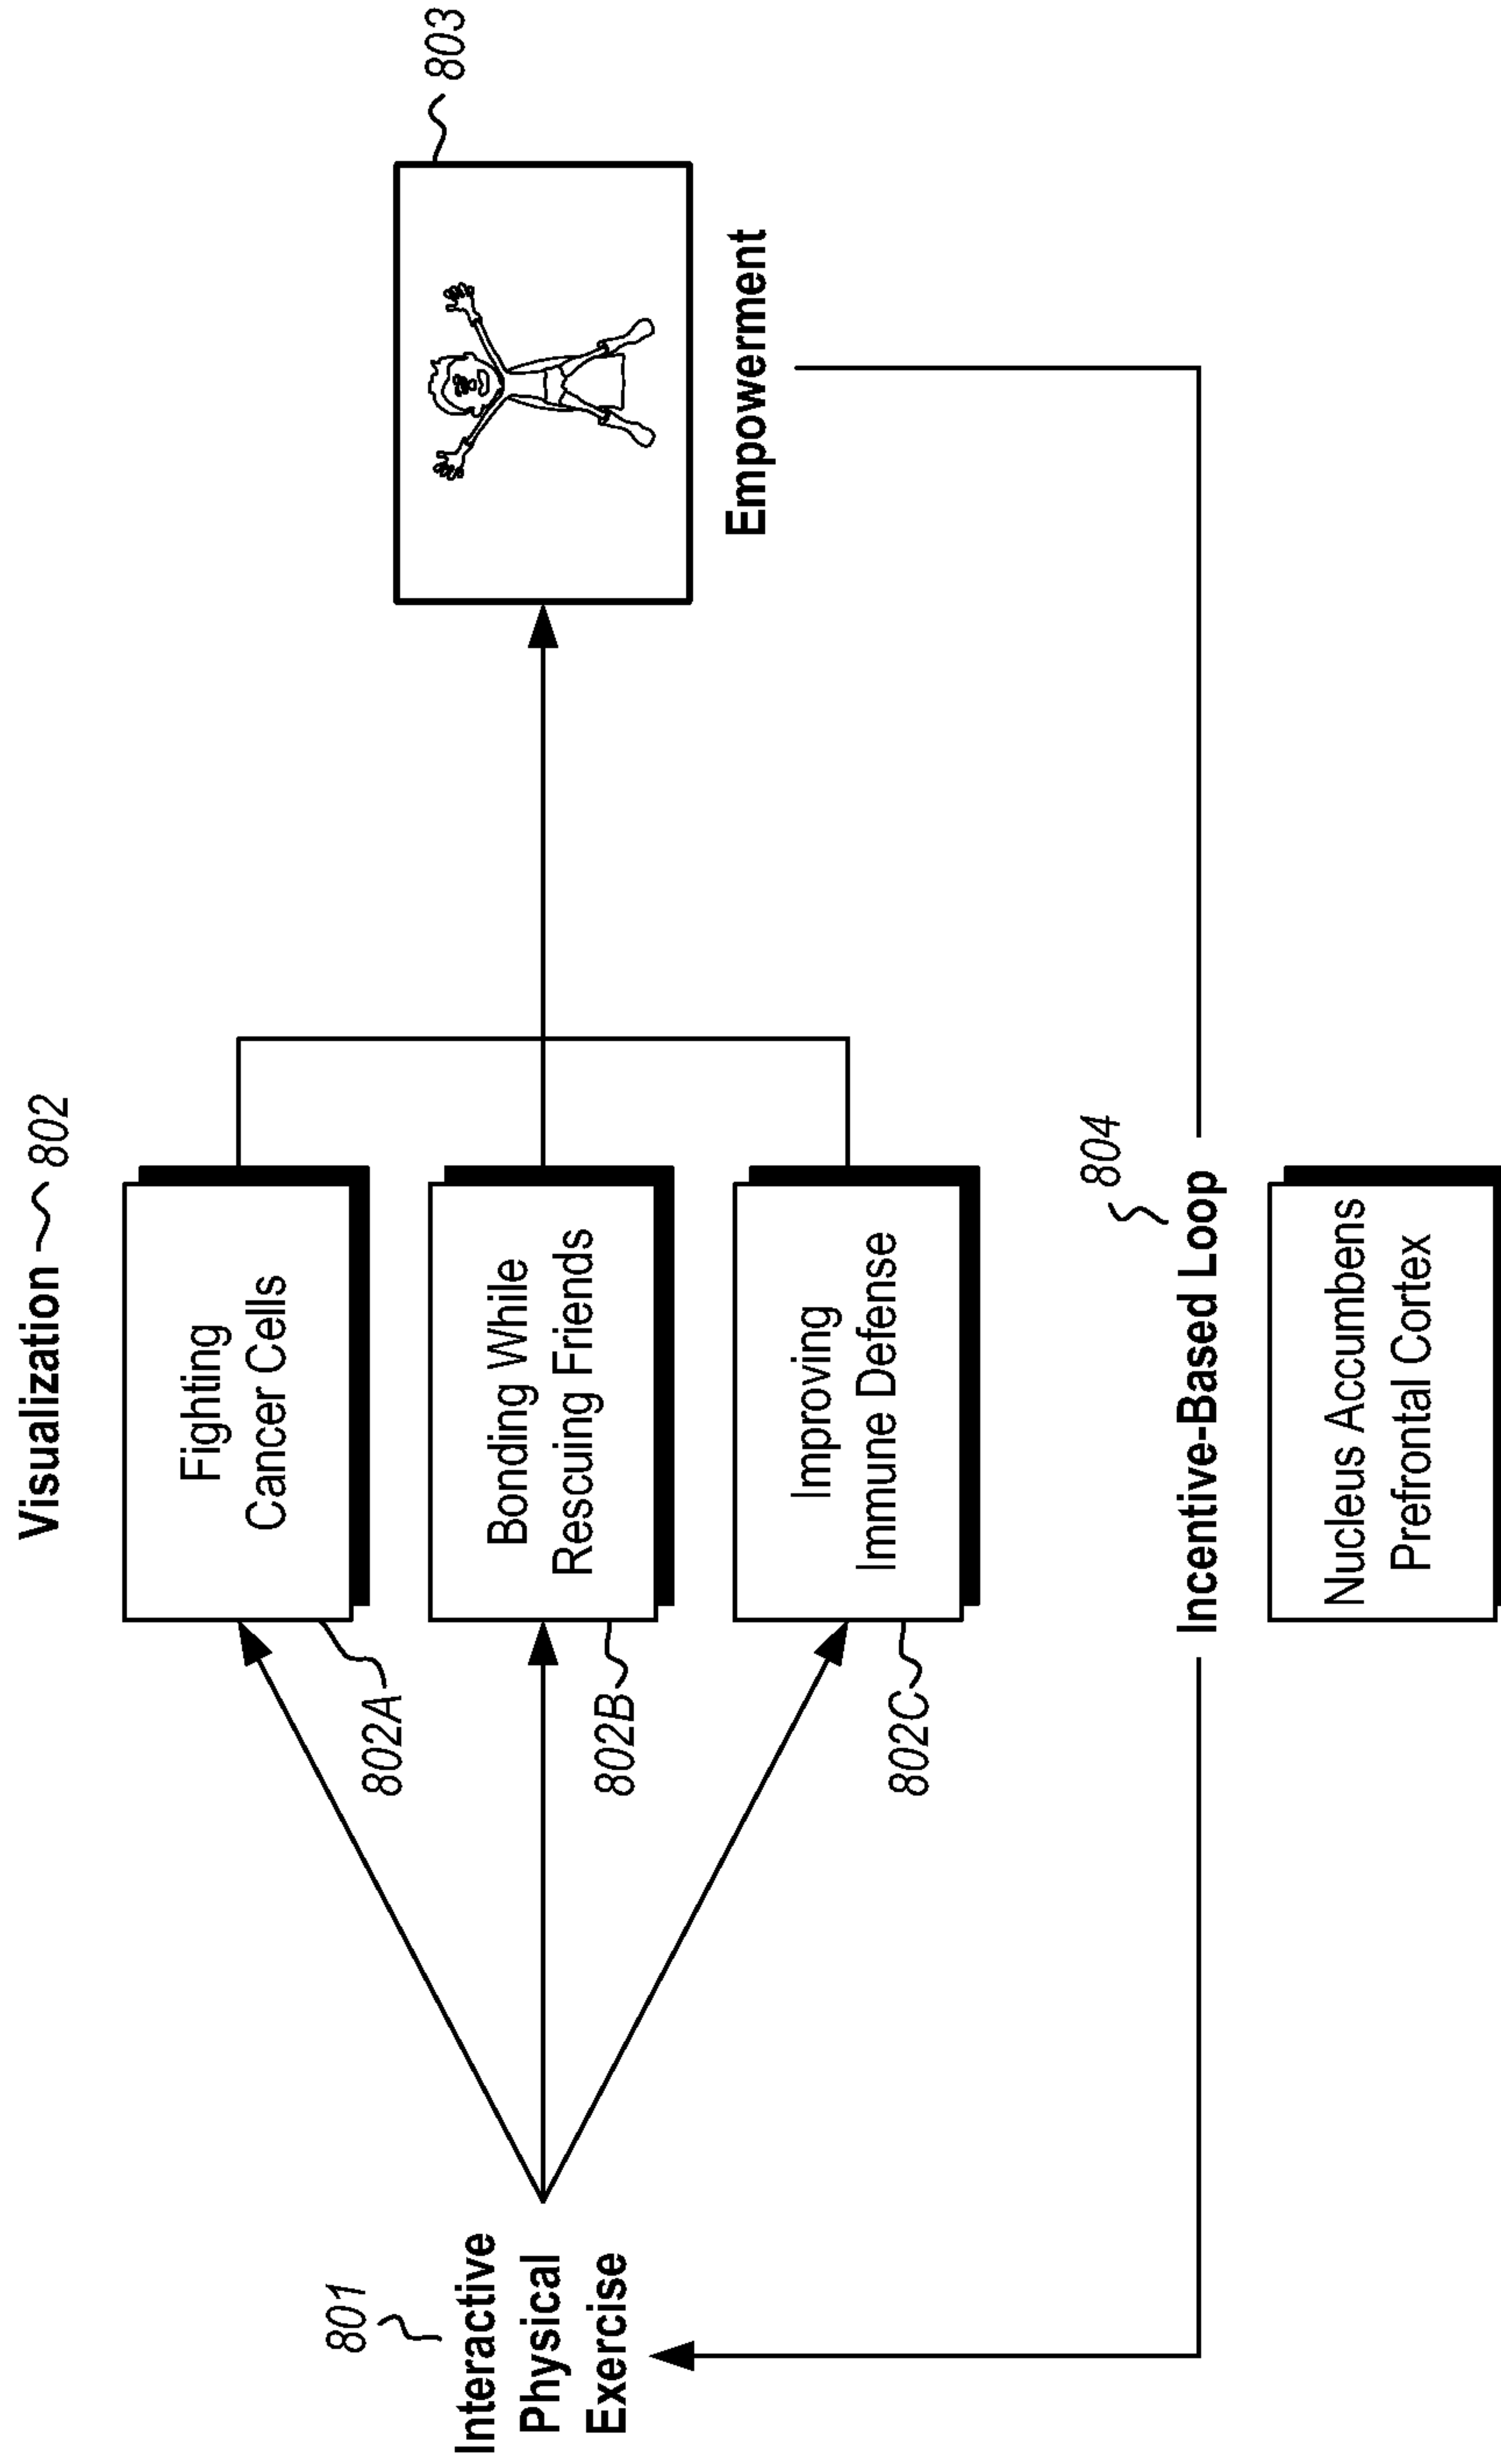 Visualization 802
Fighting
Cancer Cells
802A
Bonding While
Rescuing Friends
802B
Improving
Immune Defense
802C
801
Interactive
Physical
Exercise
803
Empowerment
804
Incentive-Based Loop
Nucleus Accumbens
Prefrontal Cortex